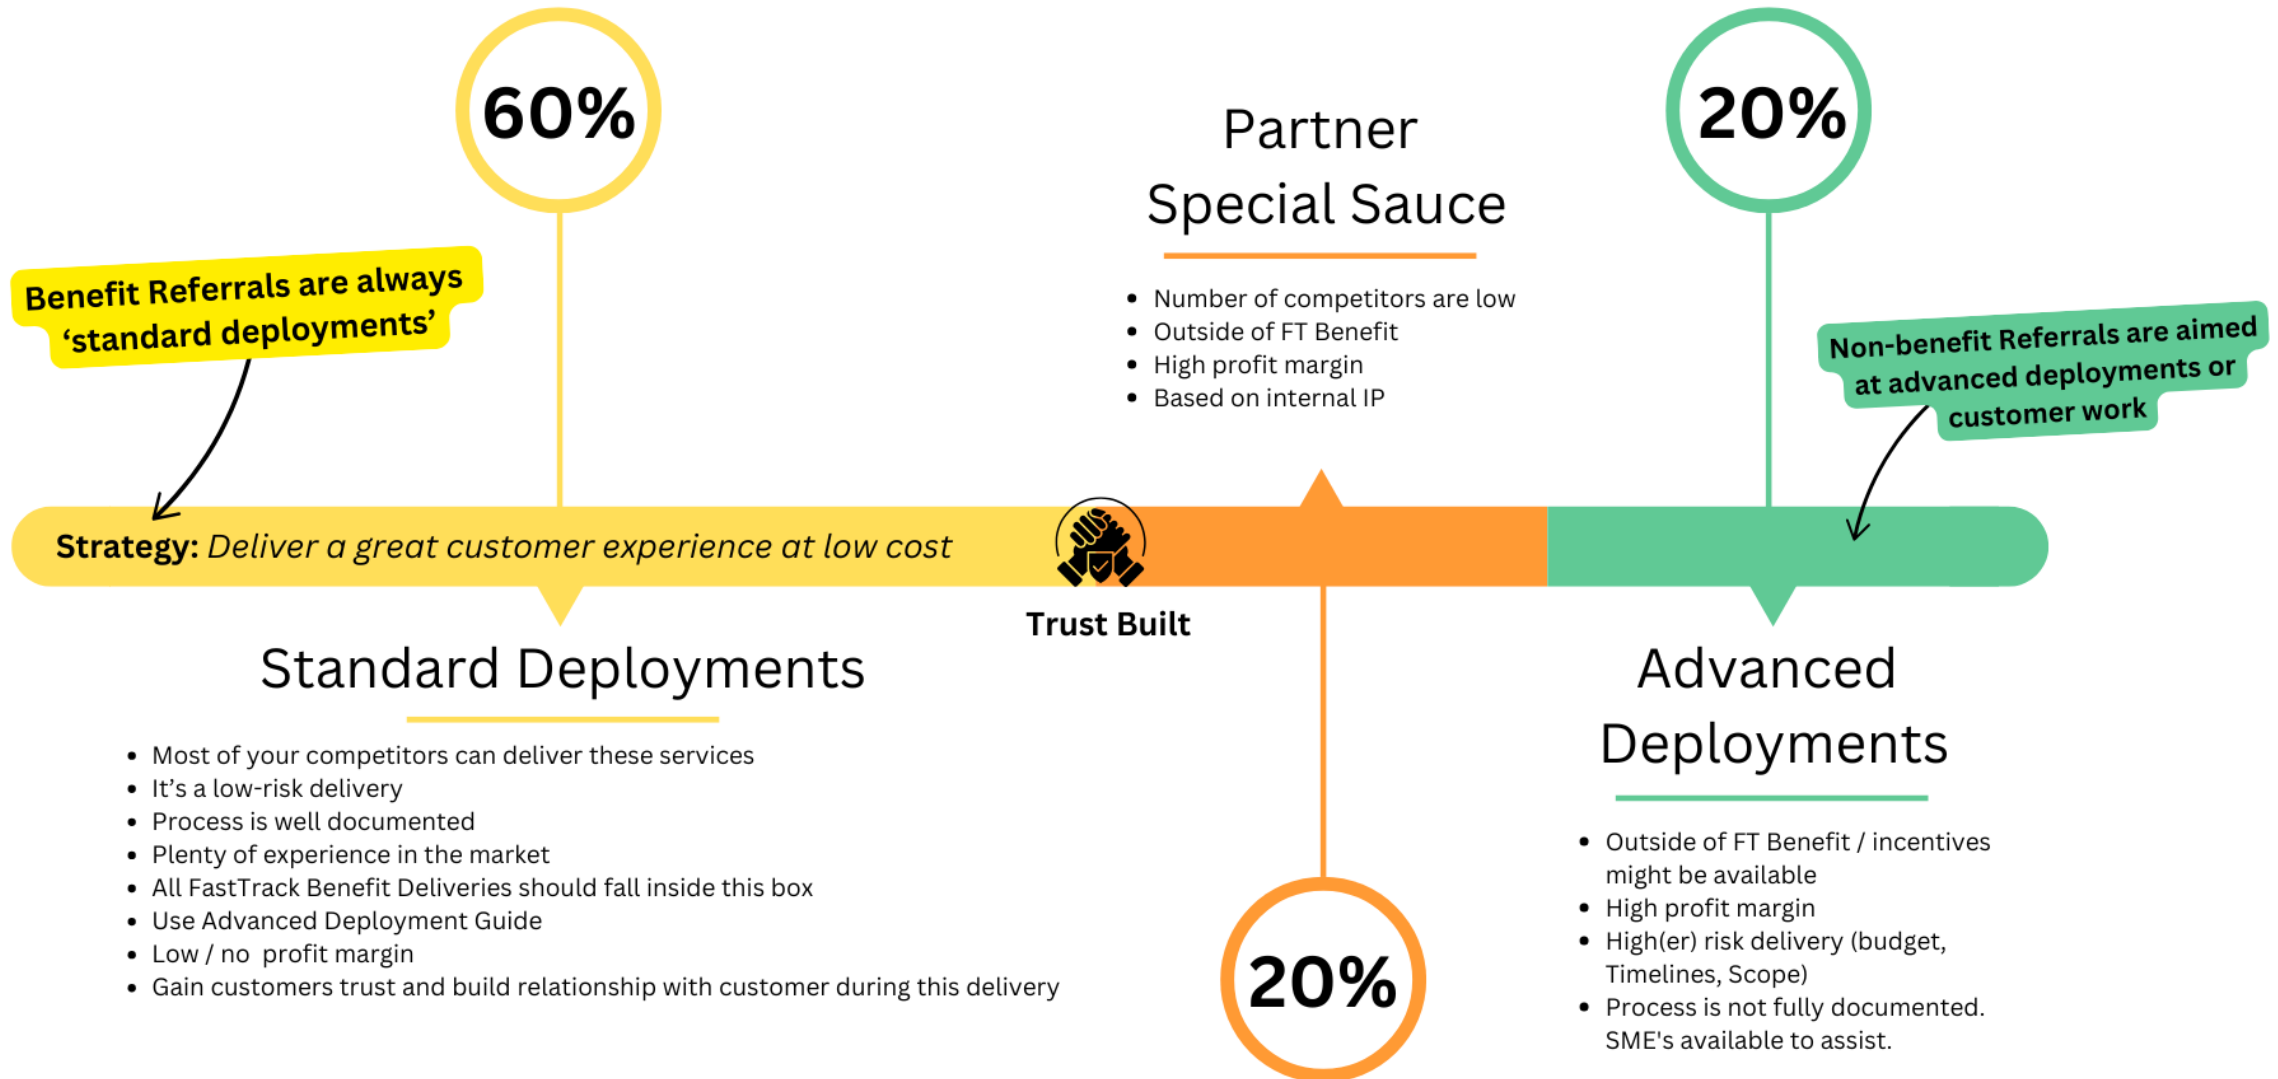 60%
20%
Partner
Special Sauce
Benefit Referrals are always
‘standard deployments’
• Number of competitors are low
• Outside of FT Benefit
• High profit margin
• Based on internal IP
Non-benefit Referrals are aimed
at advanced deployments or
customer work
Strategy: Deliver a great customer experience at low cost
Trust Built
Standard Deployments
• Most of your competitors can deliver these services
• It’s a low-risk delivery
• Process is well documented
• Plenty of experience in the market
• All FastTrack Benefit Deliveries should fall inside this box
• Use Advanced Deployment Guide
• Low / no  profit margin
• Gain customers trust and build relationship with customer during this delivery
20%
Advanced
Deployments
• Outside of FT Benefit / incentives
might be available
• High profit margin
• High(er) risk delivery (budget,
Timelines, Scope)
• Process is not fully documented.
SME's available to assist.